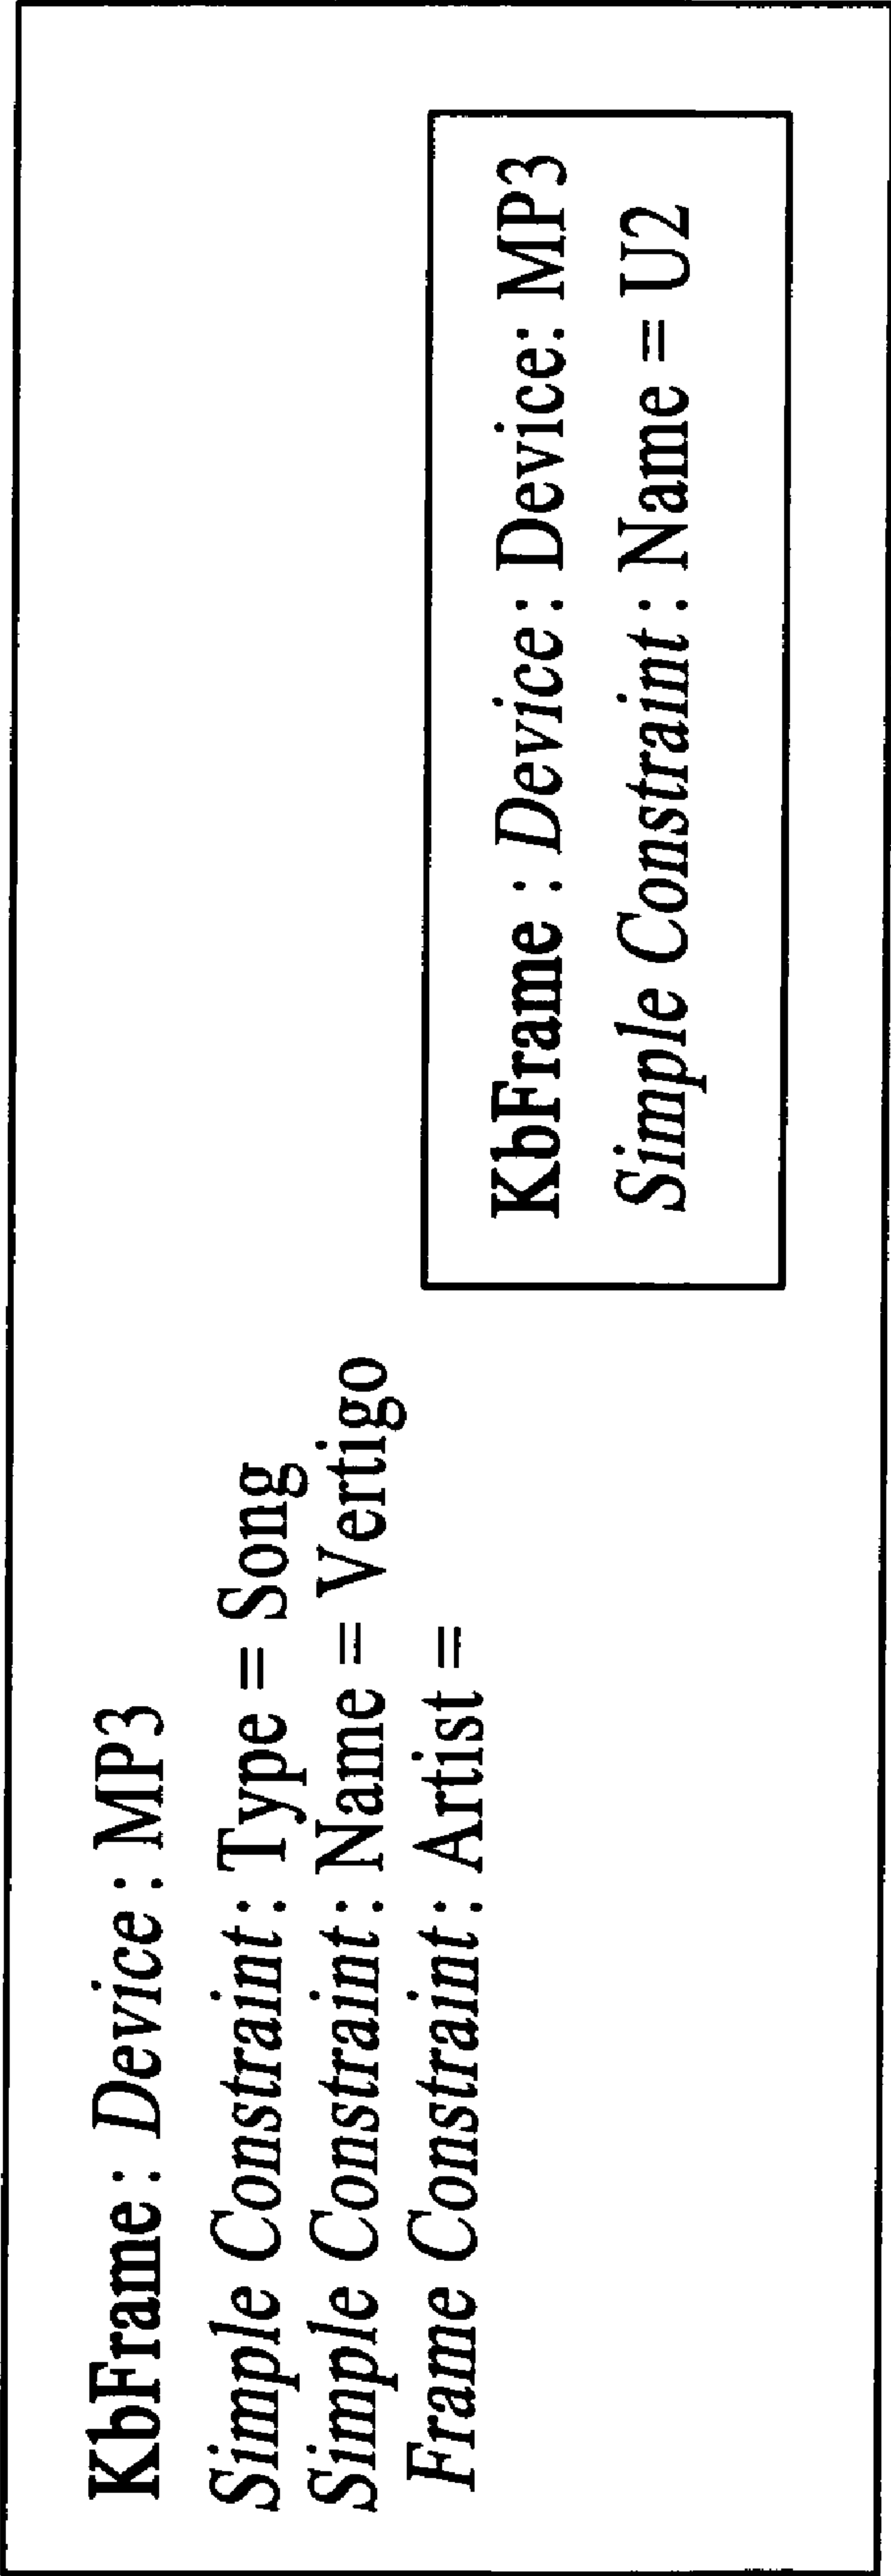 KbFrame : Device : MP3
Simple Constraint : Type = Song
Simple Constraint : Name = Vertigo
Frame Constraint : Artist =
KbFrame : Device : Device: MP3
Simple Constraint : Name = U2